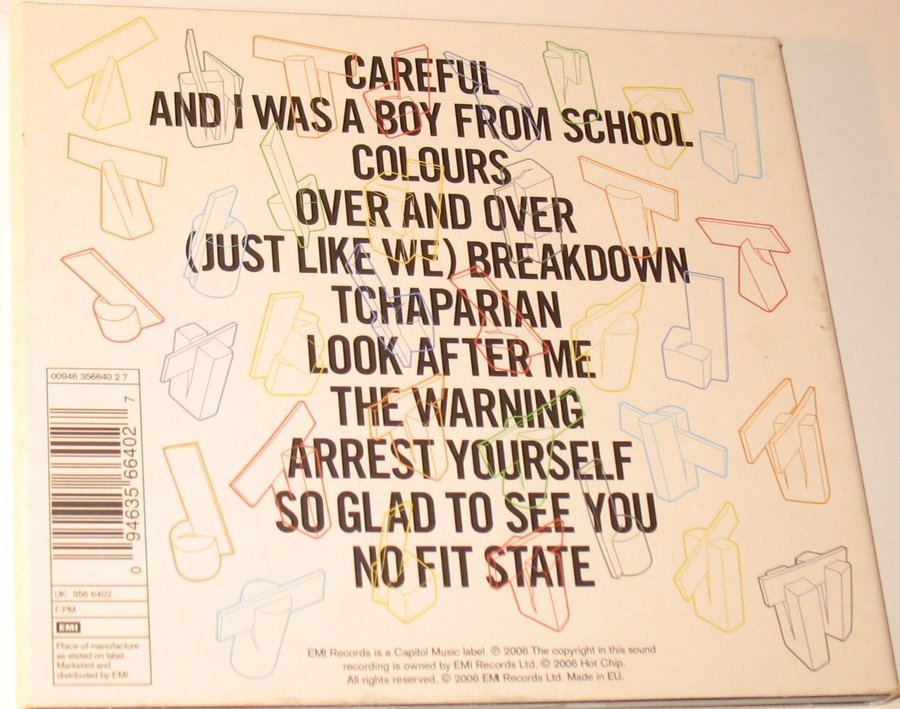 CAREFUL
AND I WAS A BOY FROM SCHOOL
COLOURS
OVER AND OVER
(JUST LIKE WE) BREAKDOWN
TCHAPARIAN
LOOK AFTER ME
THE WARNING
ARREST YOURSELF
SO GLAD TO SEE YOU
NO FIT STATE
00946 356640 2 7
0 94635 66402 7
UK: 356 6402
F:PM
EMI
Place of manufacture
as stated on label.
Marketed and
distributed by EMI.
EMI Records is a Capitol Music label. ℗ 2006 The copyright in this sound
recording is owned by EMI Records Ltd. © 2006 Hot Chip.
All rights reserved. © 2006 EMI Records Ltd. Made in EU.